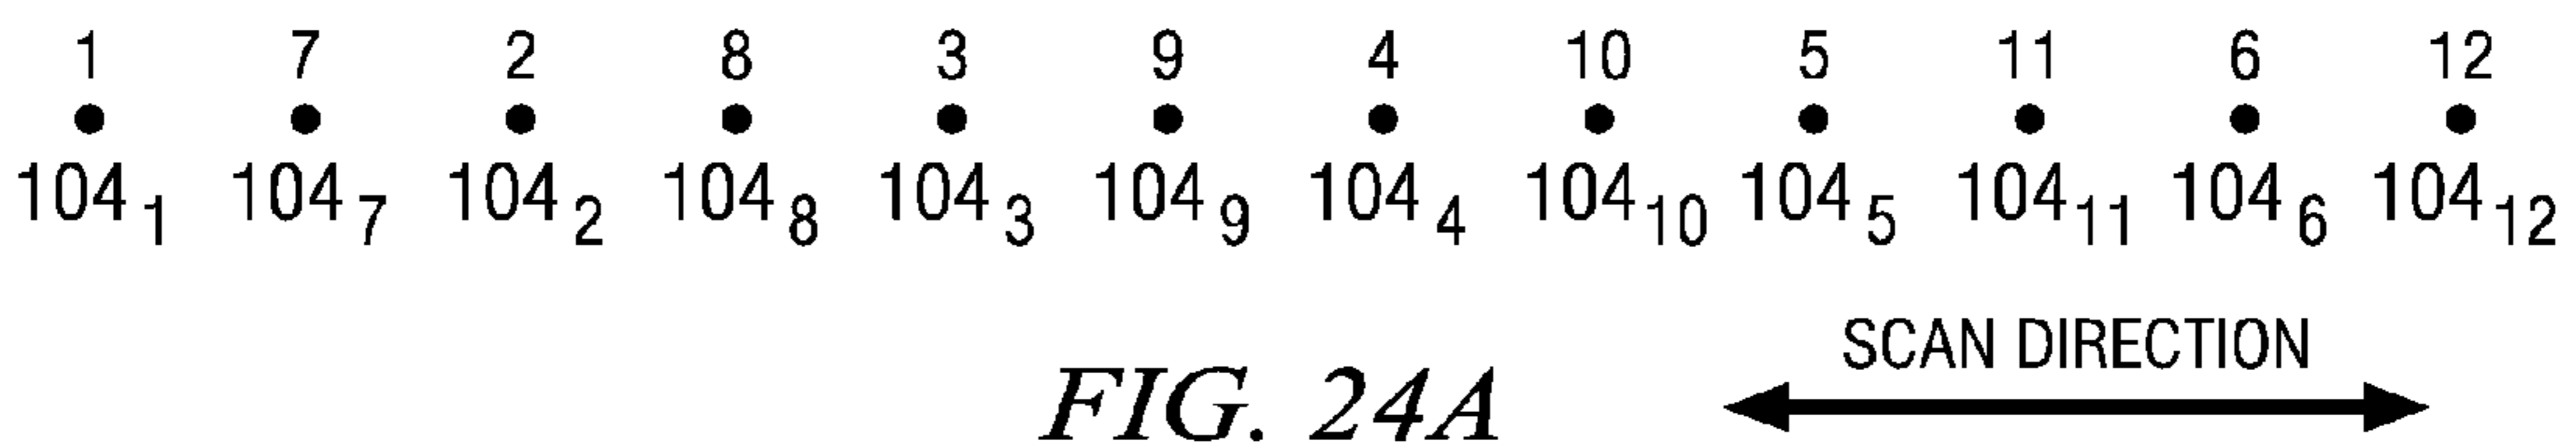 1 7 2 8 3 9 4 10 5 11 6 12
104₁ 104₇ 104₂ 104₈ 104₃ 104₉ 104₄ 104₁₀ 104₅ 104₁₁ 104₆ 104₁₂
SCAN DIRECTION
FIG. 24A